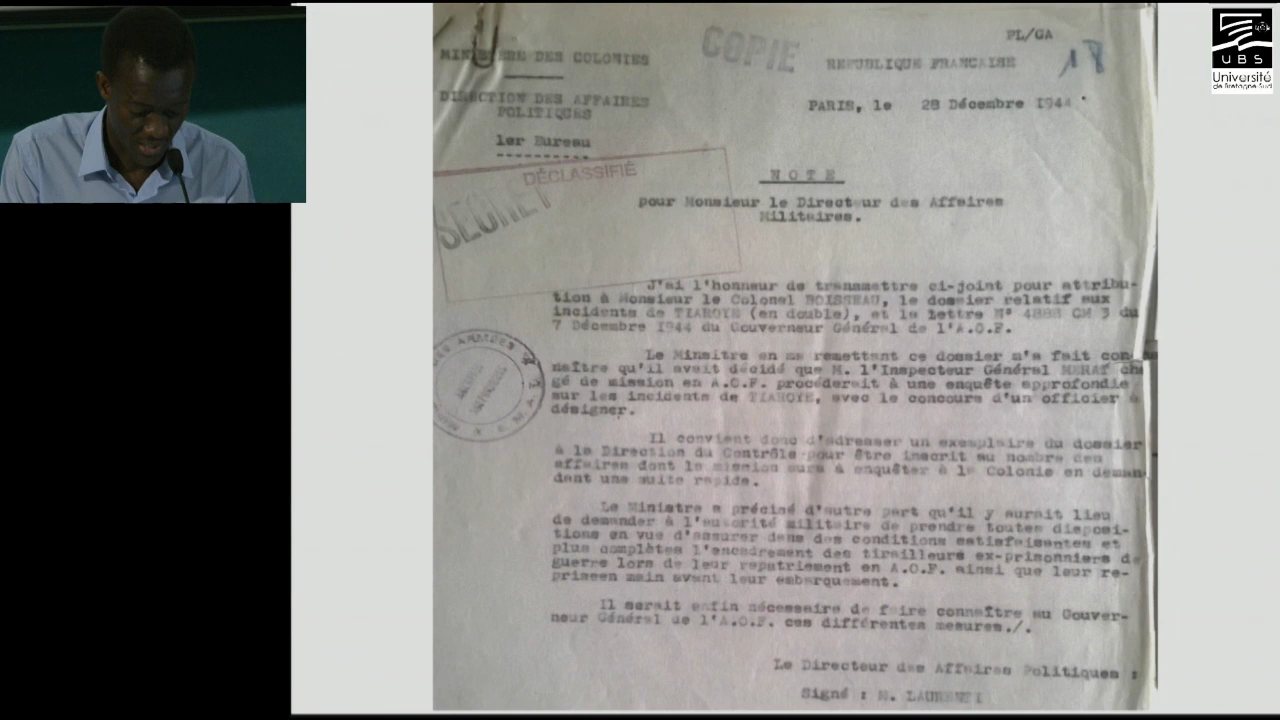 PL/GA
COPIE
MINISTERE DES COLONIES
REPUBLIQUE FRANCAISE
17
DIRECTION DES AFFAIRES
POLITIQUES
PARIS, le 28 Décembre 1944
1er Bureau
DÉCLASSIFIÉ
SECRET
NOTE
pour Monsieur le Directeur des Affaires
Militaires.
J'ai l'honneur de transmettre ci-joint pour attribu-
tion à Monsieur le Colonel BOISSEAU, le dossier relatif aux
incidents de TIAROYE (en double), et la lettre N° 4888 CM 3 du
7 Décembre 1944 du Gouverneur Général de l'A.O.F.
Le Minsitre en me remettant ce dossier m'a fait con
naître qu'il avait décidé que M. l'Inspecteur Général MERAT cha
gé de mission en A.O.F. procéderait à une enquête approfondie
sur les incidents de TIAROYE, avec le concours d'un officier à
désigner.
Il convient donc d'adresser un exemplaire du dossier
à la Direction du Contrôle pour être inscrit au nombre des
affaires dont la mission aura à enquêter à la Colonie en deman
dant une suite rapide.
Le Ministre a précisé d'autre part qu'il y aurait lieu
de demander à l'autorité militaire de prendre toutes disposi-
tions en vue d'assurer dans des conditions satisfaisantes et
plus complètes l'encadrement des tirailleurs ex-prisonniers de
guerre lors de leur repatriement en A.O.F. ainsi que leur re-
priseen main avant leur embarquement.
Il serait enfin nécessaire de faire connaître au Gouver-
neur Général de l'A.O.F. ces différentes mesures./.
Le Directeur des Affaires Politiques :
Signé : M. LAURENTI
UBS
Université
de Bretagne-Sud